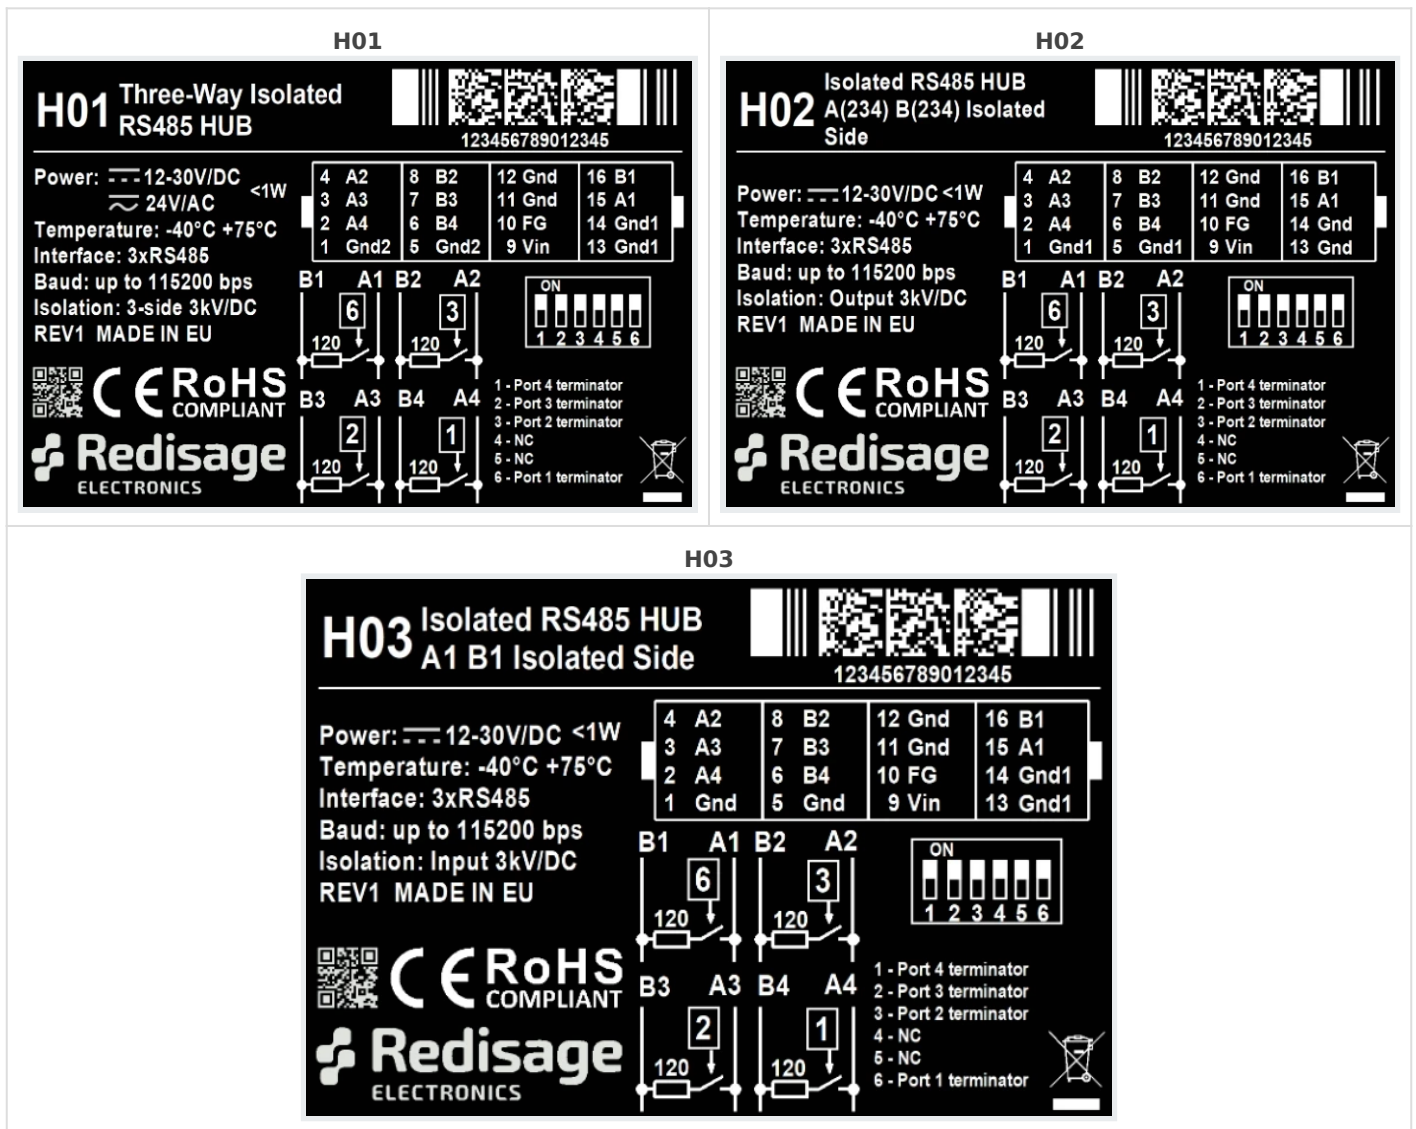 H01
H01 Three-Way Isolated
RS485 HUB
123456789012345
Power: 12-30V/DC
24V/AC <1W
Temperature: -40°C +75°C
Interface: 3xRS485
Baud: up to 115200 bps
Isolation: 3-side 3kV/DC
REV1 MADE IN EU
4 A2 8 B2 12 Gnd 16 B1
3 A3 7 B3 11 Gnd 15 A1
2 A4 6 B4 10 FG 14 Gnd1
1 Gnd2 5 Gnd2 9 Vin 13 Gnd1
B1 A1 B2 A2
6 3
120 120
B3 A3 B4 A4
2 1
120 120
ON
1 2 3 4 5 6
1 - Port 4 terminator
2 - Port 3 terminator
3 - Port 2 terminator
4 - NC
5 - NC
6 - Port 1 terminator
CE RoHS
COMPLIANT
Redisage
ELECTRONICS
H02
H02 Isolated RS485 HUB
A(234) B(234) Isolated
Side
123456789012345
Power: 12-30V/DC <1W
Temperature: -40°C +75°C
Interface: 3xRS485
Baud: up to 115200 bps
Isolation: Output 3kV/DC
REV1 MADE IN EU
4 A2 8 B2 12 Gnd 16 B1
3 A3 7 B3 11 Gnd 15 A1
2 A4 6 B4 10 FG 14 Gnd
1 Gnd1 5 Gnd1 9 Vin 13 Gnd
B1 A1 B2 A2
6 3
120 120
B3 A3 B4 A4
2 1
120 120
ON
1 2 3 4 5 6
1 - Port 4 terminator
2 - Port 3 terminator
3 - Port 2 terminator
4 - NC
5 - NC
6 - Port 1 terminator
CE RoHS
COMPLIANT
Redisage
ELECTRONICS
H03
H03 Isolated RS485 HUB
A1 B1 Isolated Side
123456789012345
Power: 12-30V/DC <1W
Temperature: -40°C +75°C
Interface: 3xRS485
Baud: up to 115200 bps
Isolation: Input 3kV/DC
REV1 MADE IN EU
4 A2 8 B2 12 Gnd 16 B1
3 A3 7 B3 11 Gnd 15 A1
2 A4 6 B4 10 FG 14 Gnd1
1 Gnd 5 Gnd 9 Vin 13 Gnd1
B1 A1 B2 A2
6 3
120 120
B3 A3 B4 A4
2 1
120 120
ON
1 2 3 4 5 6
1 - Port 4 terminator
2 - Port 3 terminator
3 - Port 2 terminator
4 - NC
5 - NC
6 - Port 1 terminator
CE RoHS
COMPLIANT
Redisage
ELECTRONICS